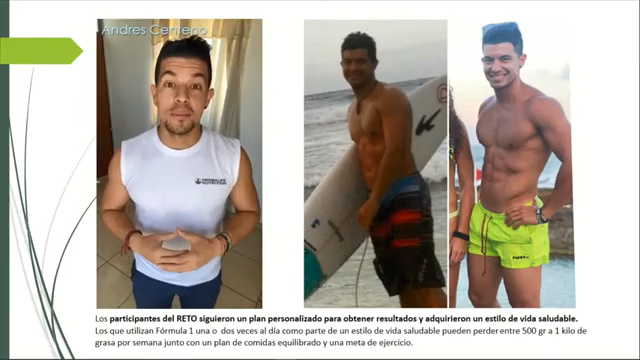 Andres Centeno
HERBALIFE
NUTRITION
Los participantes del RETO siguieron un plan personalizado para obtener resultados y adquirieron un estilo de vida saludable.
Los que utilizan Fórmula 1 una o dos veces al día como parte de un estilo de vida saludable pueden perder entre 500 gr a 1 kilo de
grasa por semana junto con un plan de comidas equilibrado y una meta de ejercicio.